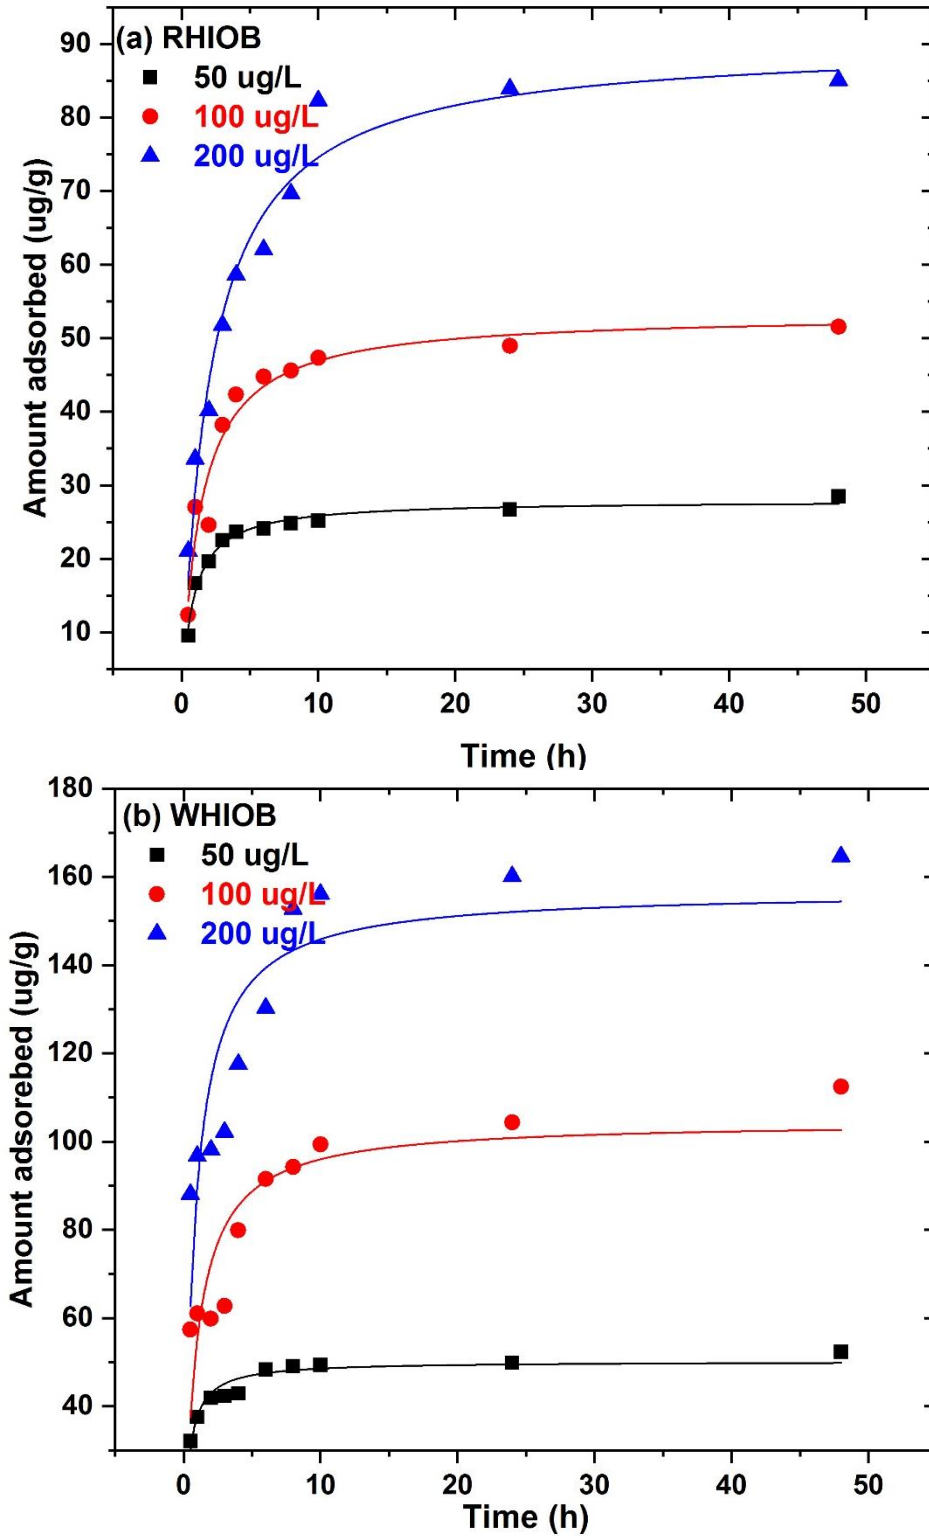 (a) RHIOB
50 ug/L
100 ug/L
200 ug/L
Amount adsorbed (ug/g)
90
80
70
60
50
40
30
20
10
0 10 20 30 40 50
Time (h)
(b) WHIOB
50 ug/L
100 ug/L
200 ug/L
Amount adsorebed (ug/g)
180
160
140
120
100
80
60
40
0 10 20 30 40 50
Time (h)